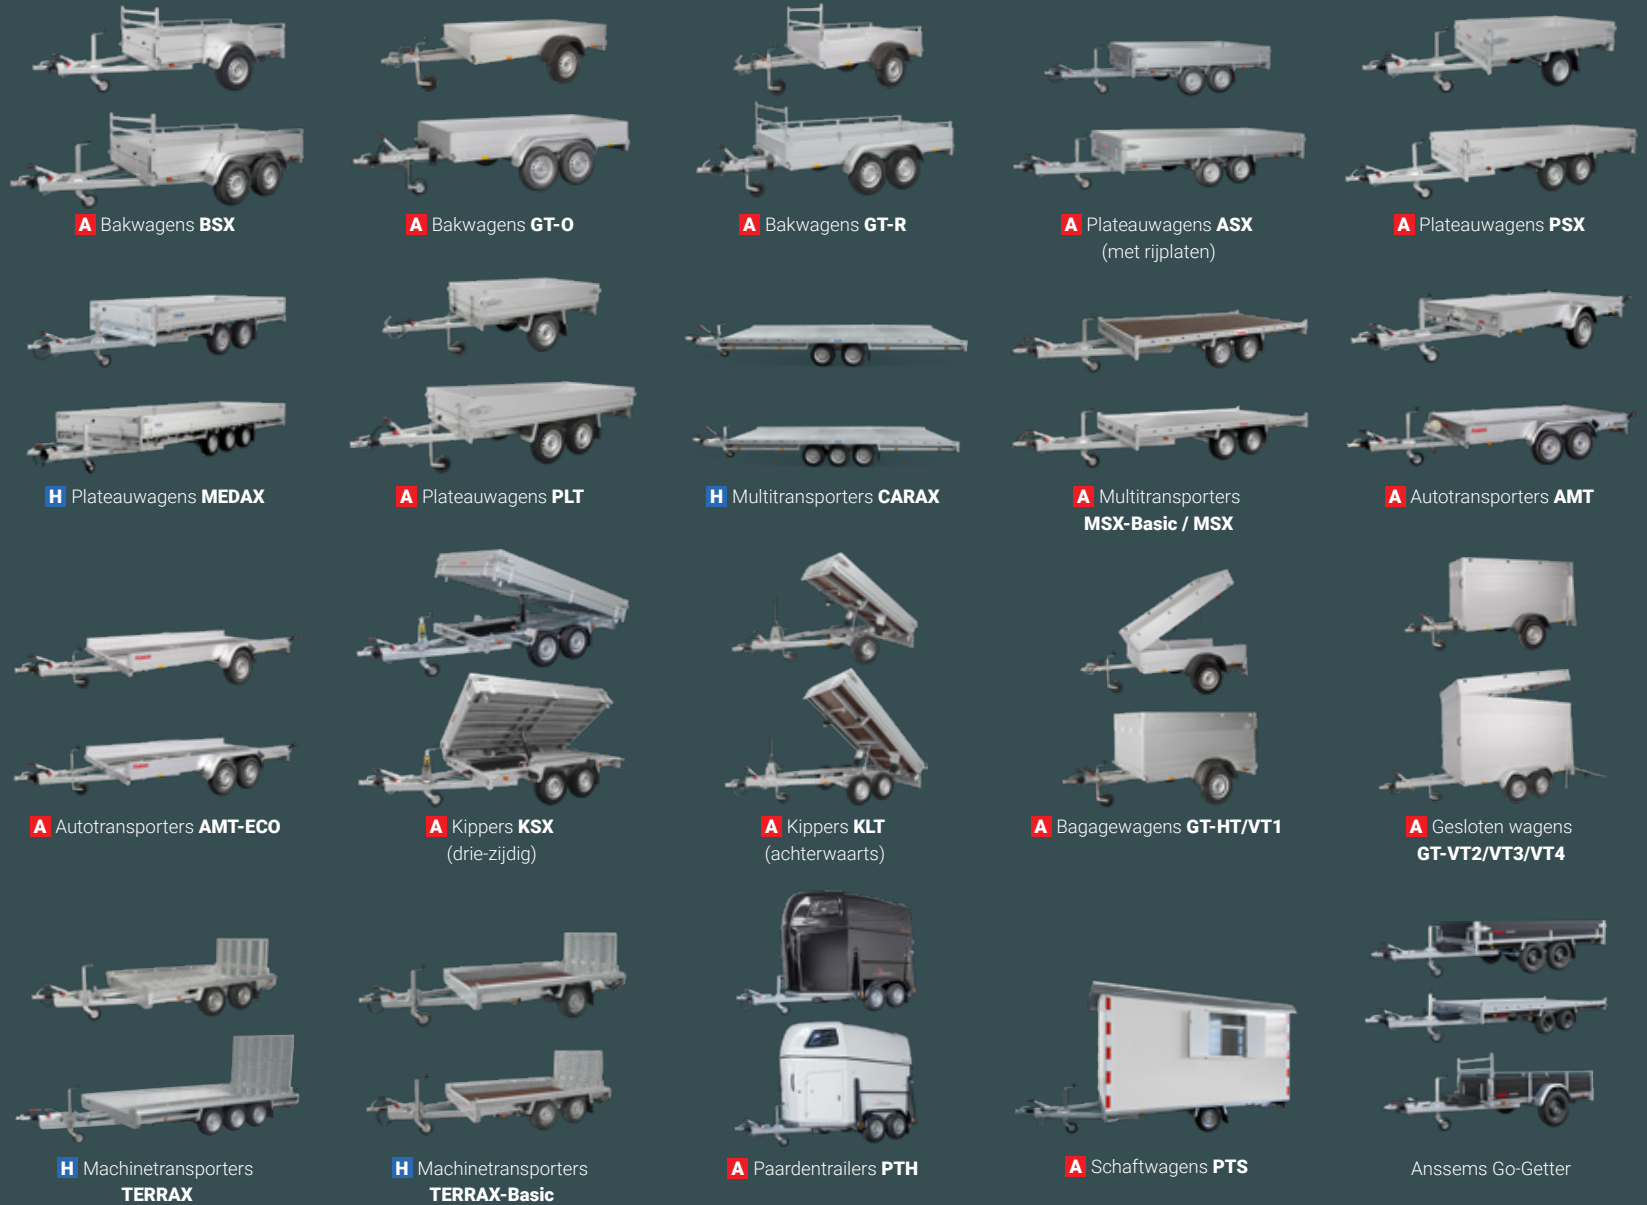 A Bakwagens BSX
A Bakwagens GT-O
A Bakwagens GT-R
A Plateauwagens ASX
(met rijplaten)
A Plateauwagens PSX
H Plateauwagens MEDAX
A Plateauwagens PLT
H Multitransporters CARAX
A Multitransporters
MSX-Basic / MSX
A Autotransporters AMT
A Autotransporters AMT-ECO
A Kippers KSX
(drie-zijdig)
A Kippers KLT
(achterwaarts)
A Bagagewagens GT-HT/VT1
A Gesloten wagens
GT-VT2/VT3/VT4
H Machinetransporters
TERRAX
H Machinetransporters
TERRAX-Basic
A Paardentrailers PTH
A Schaftwagens PTS
Anssems Go-Getter